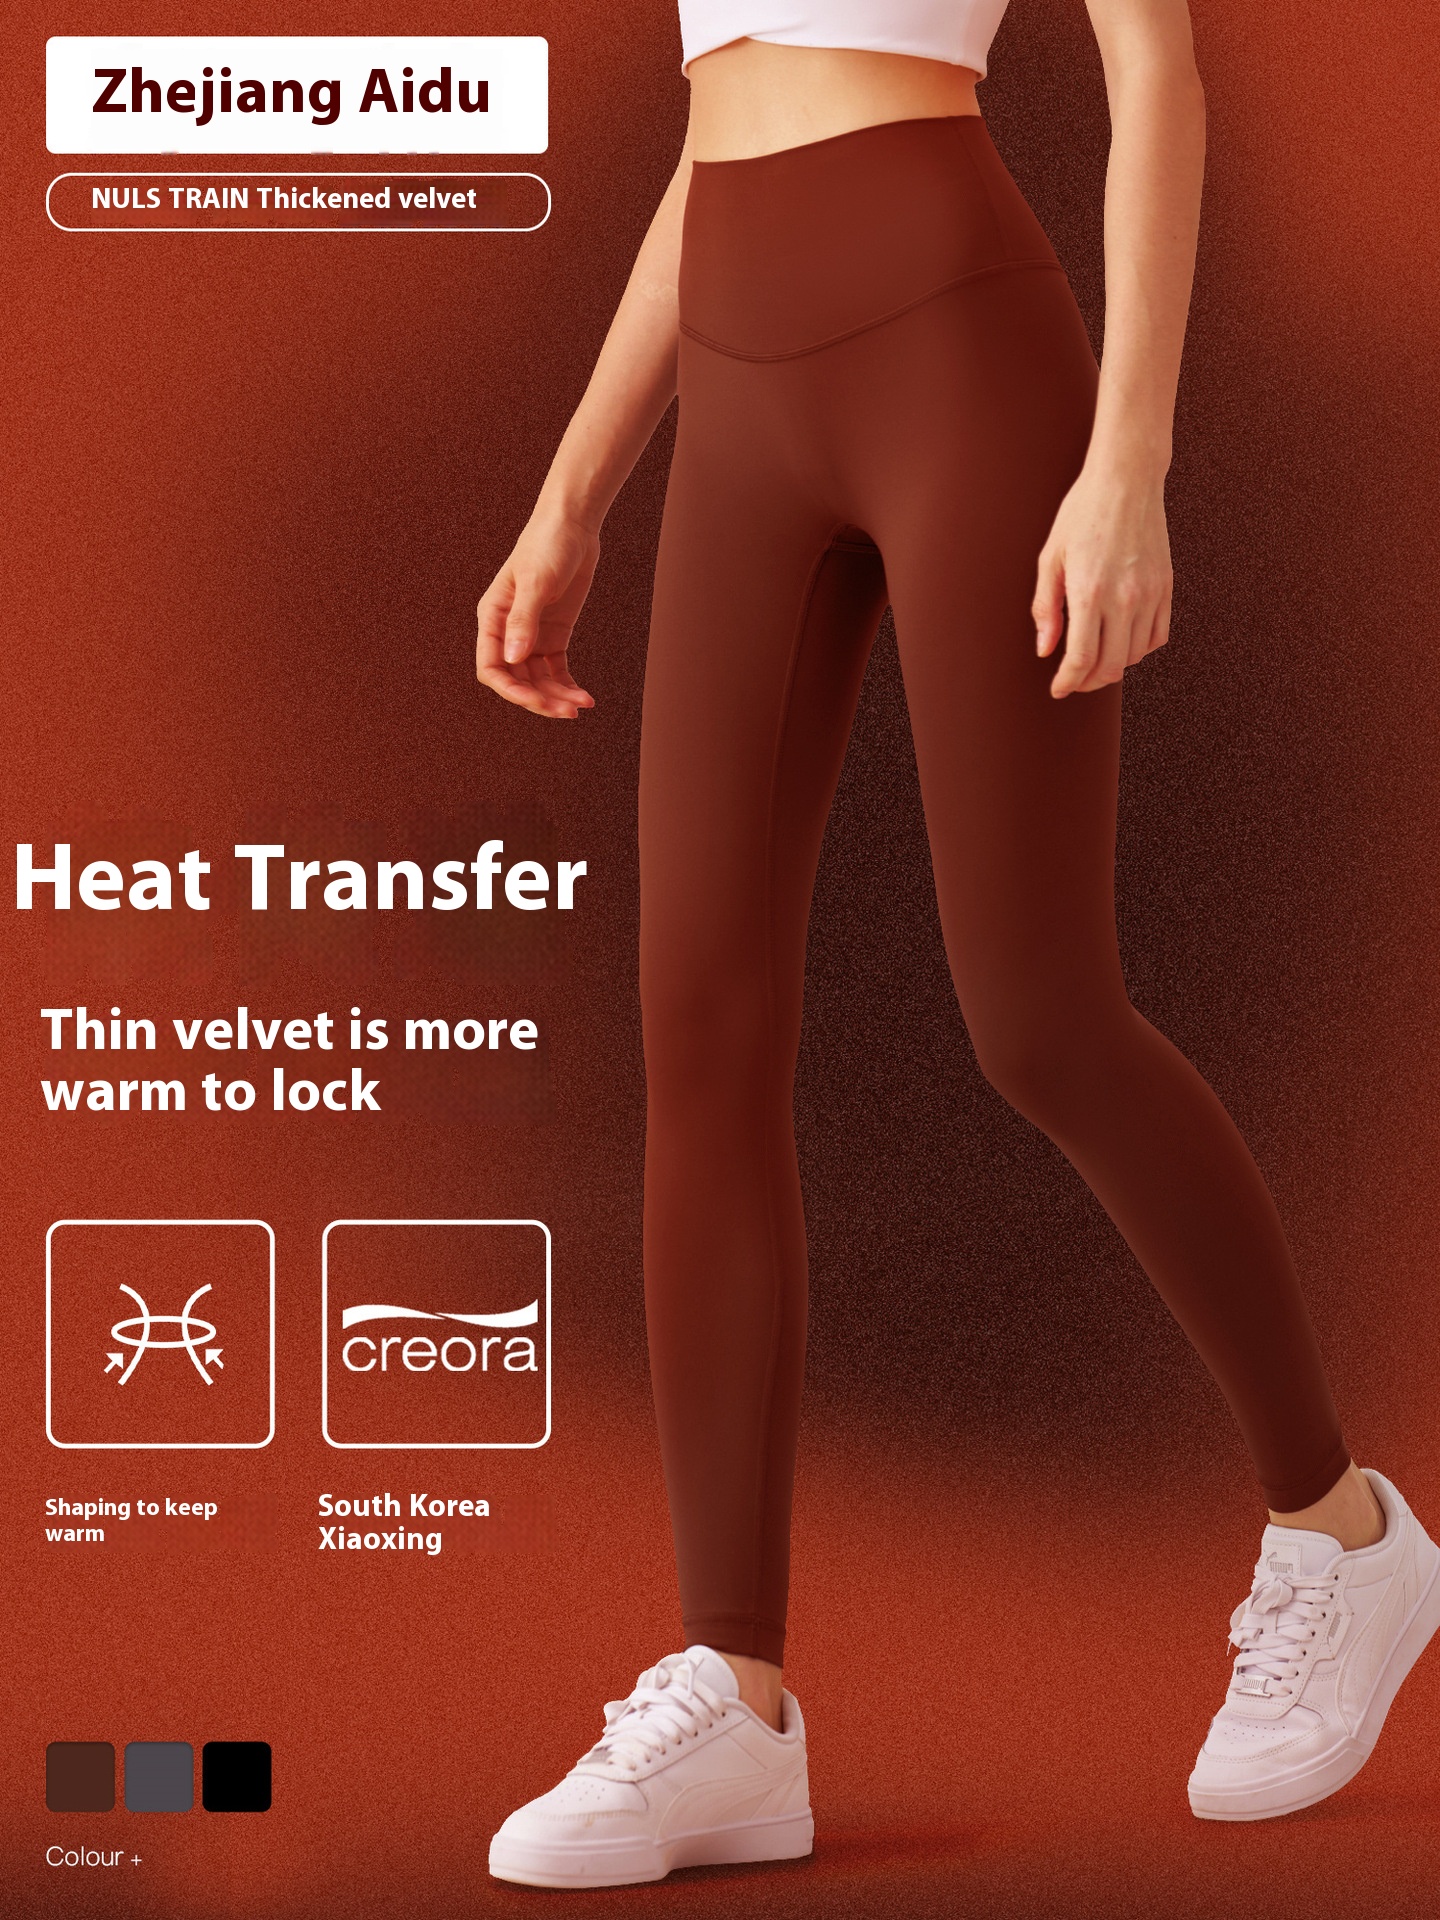 Zhejiang Aidu
NULS TRAIN Thickened velvet
Heat Transfer
Thin velvet is more
warm to lock
creora
Shaping to keep
warm
South Korea
Xiaoxing
Colour +